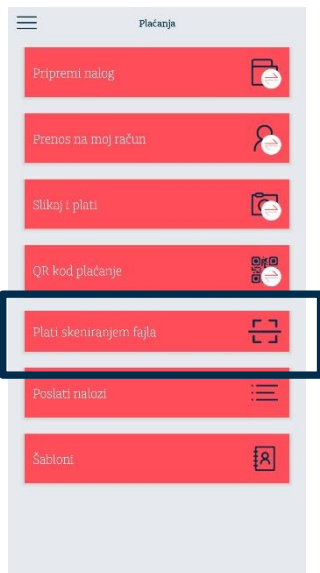 Plaćanja
Pripremi nalog
Prenos na moj račun
Slikaj i plati
QR kod plaćanje
Plati skeniranjem fajla
Poslati nalozi
Šabloni